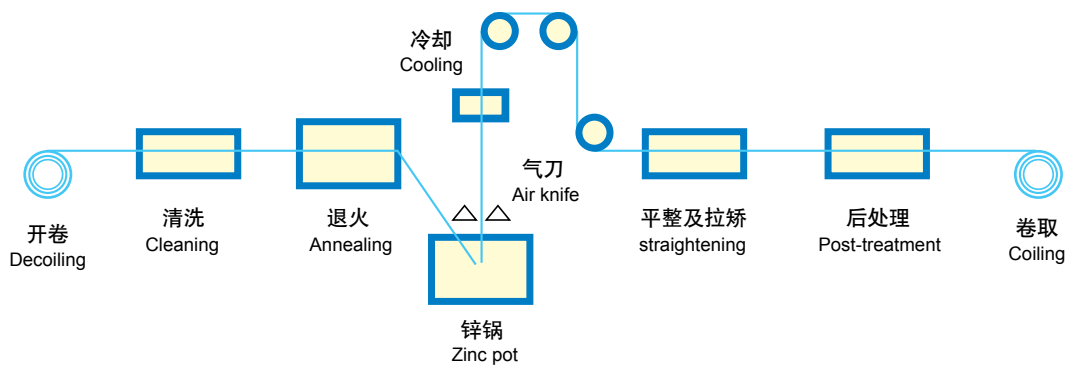 开卷
Decoiling
清洗
Cleaning
退火
Annealing
锌锅
Zinc pot
气刀
Air knife
冷却
Cooling
平整及拉矫
straightening
后处理
Post-treatment
卷取
Coiling